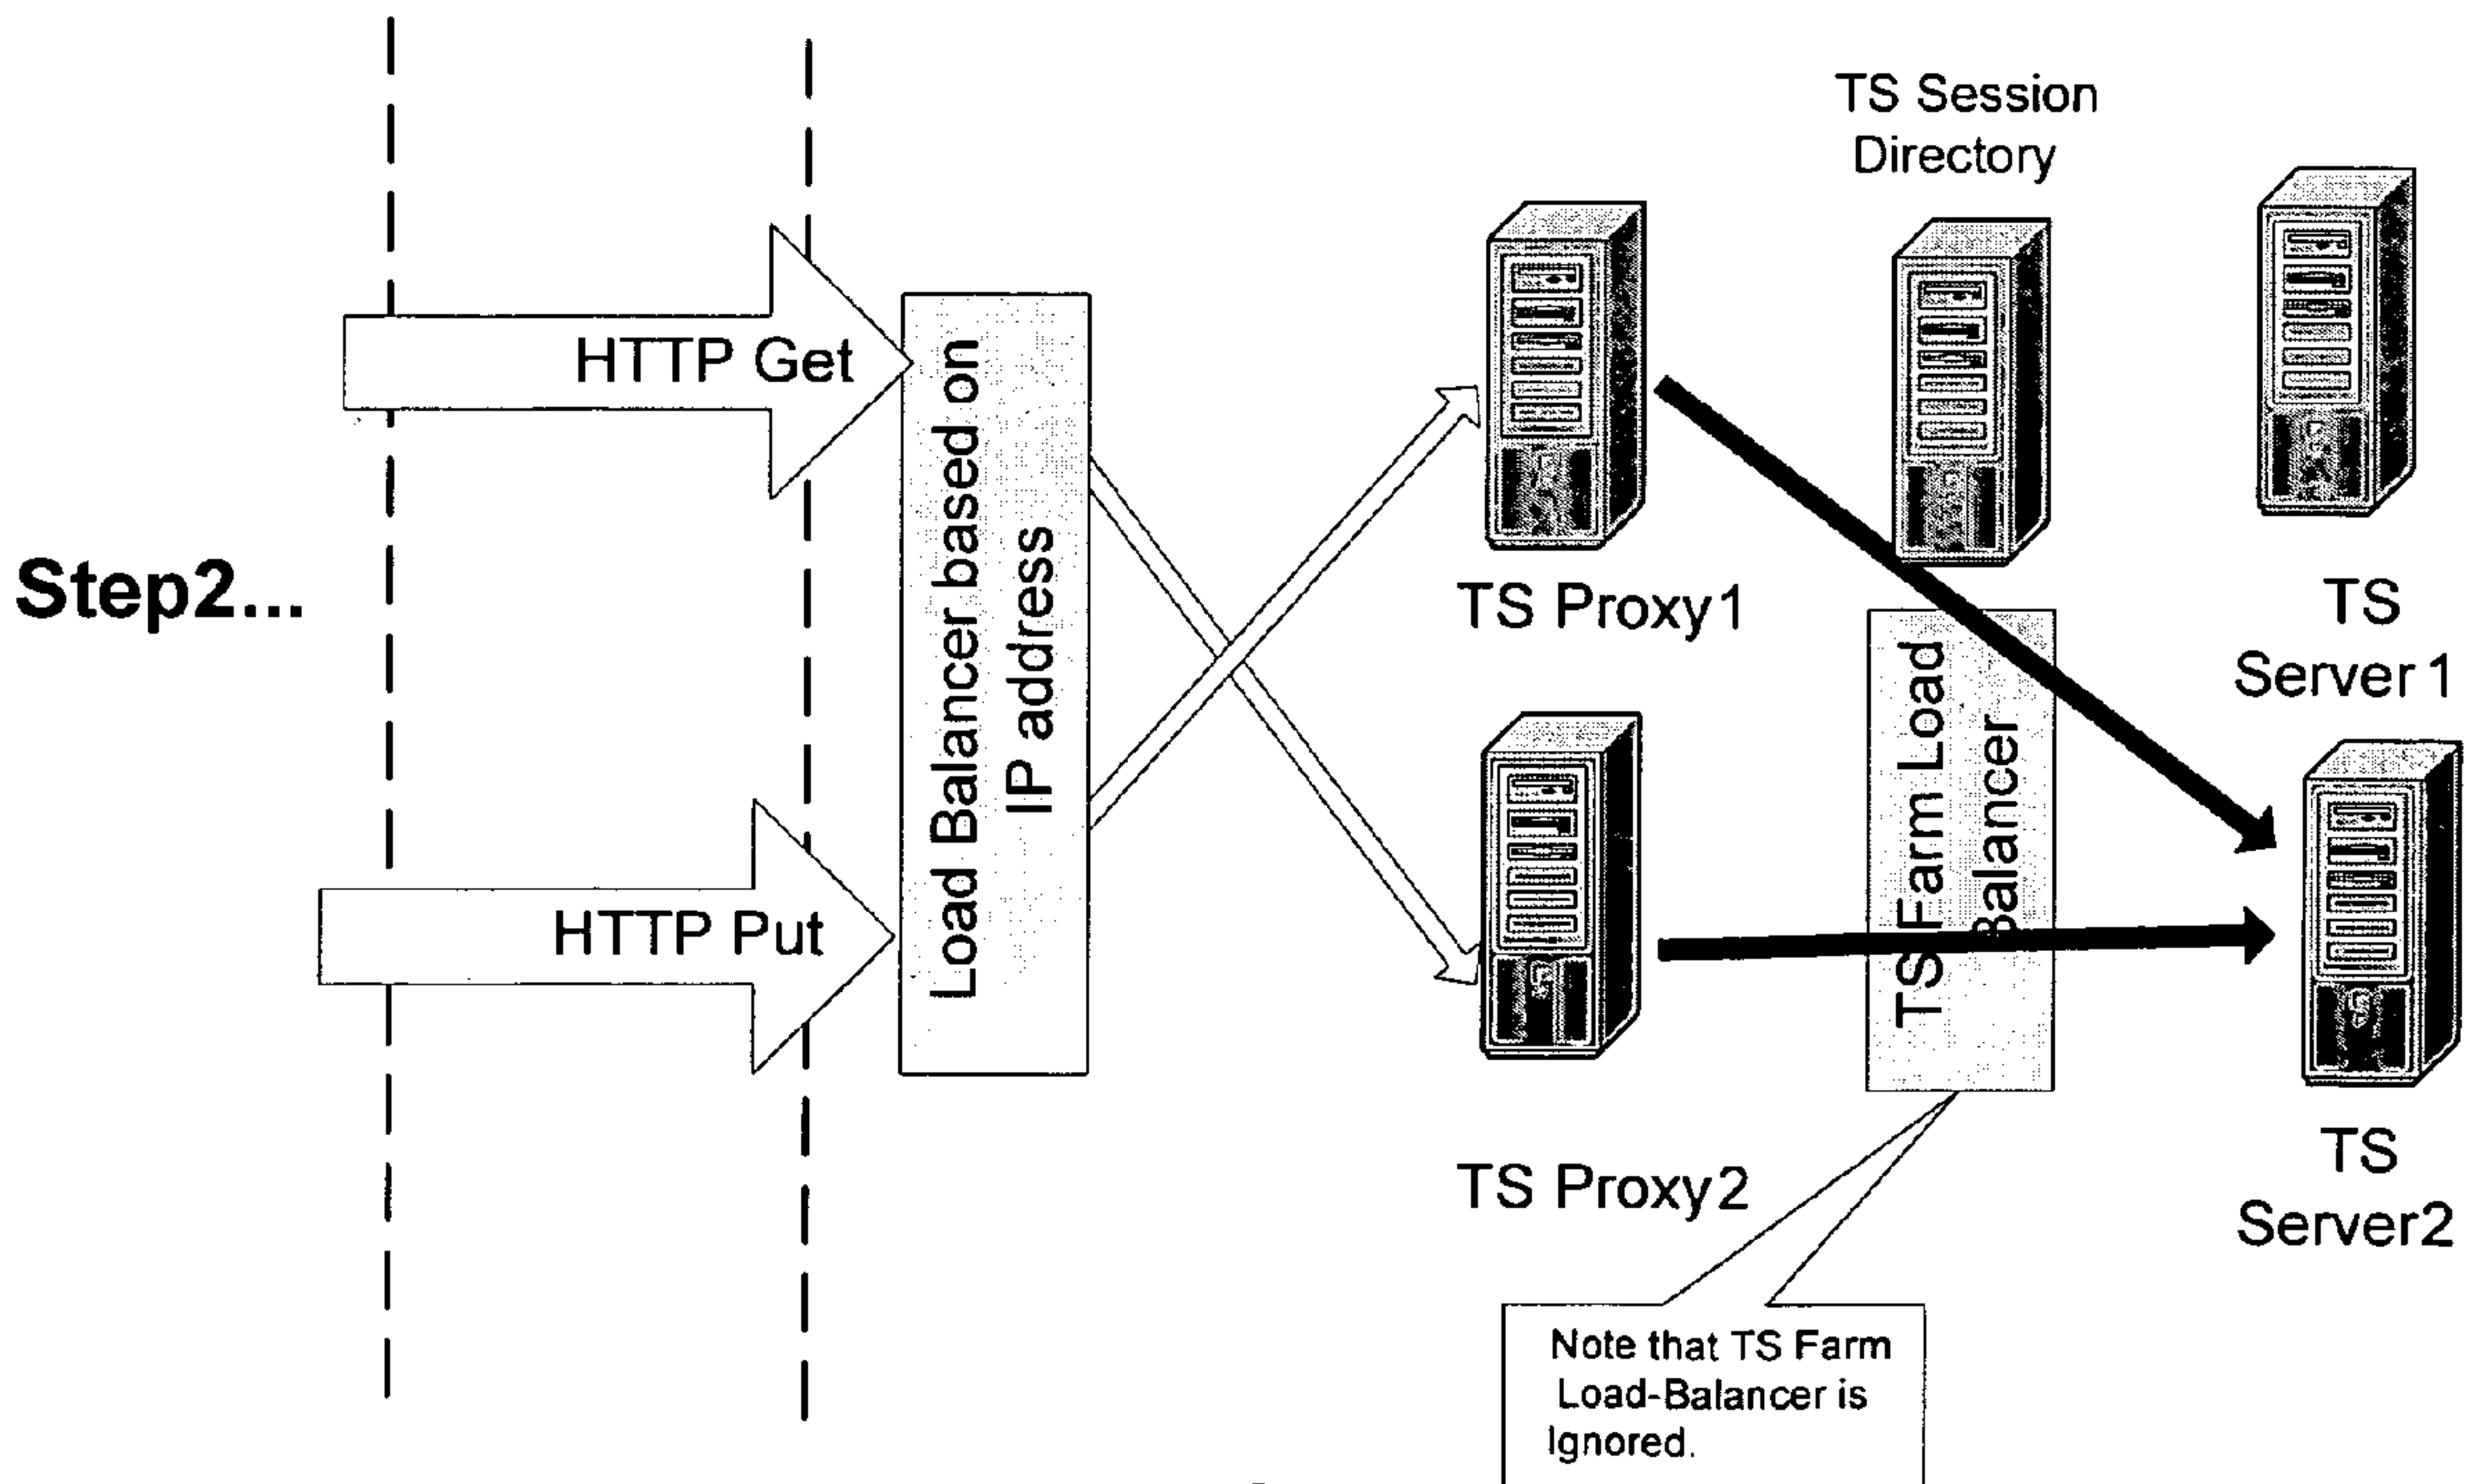 Step2...
HTTP Get
HTTP Put
Load Balancer based on
IP address
TS Proxy1
TS Proxy2
TS Session
Directory
TS Farm Load
Balancer
TS
Server1
TS
Server2
Note that TS Farm
Load-Balancer is
Ignored.